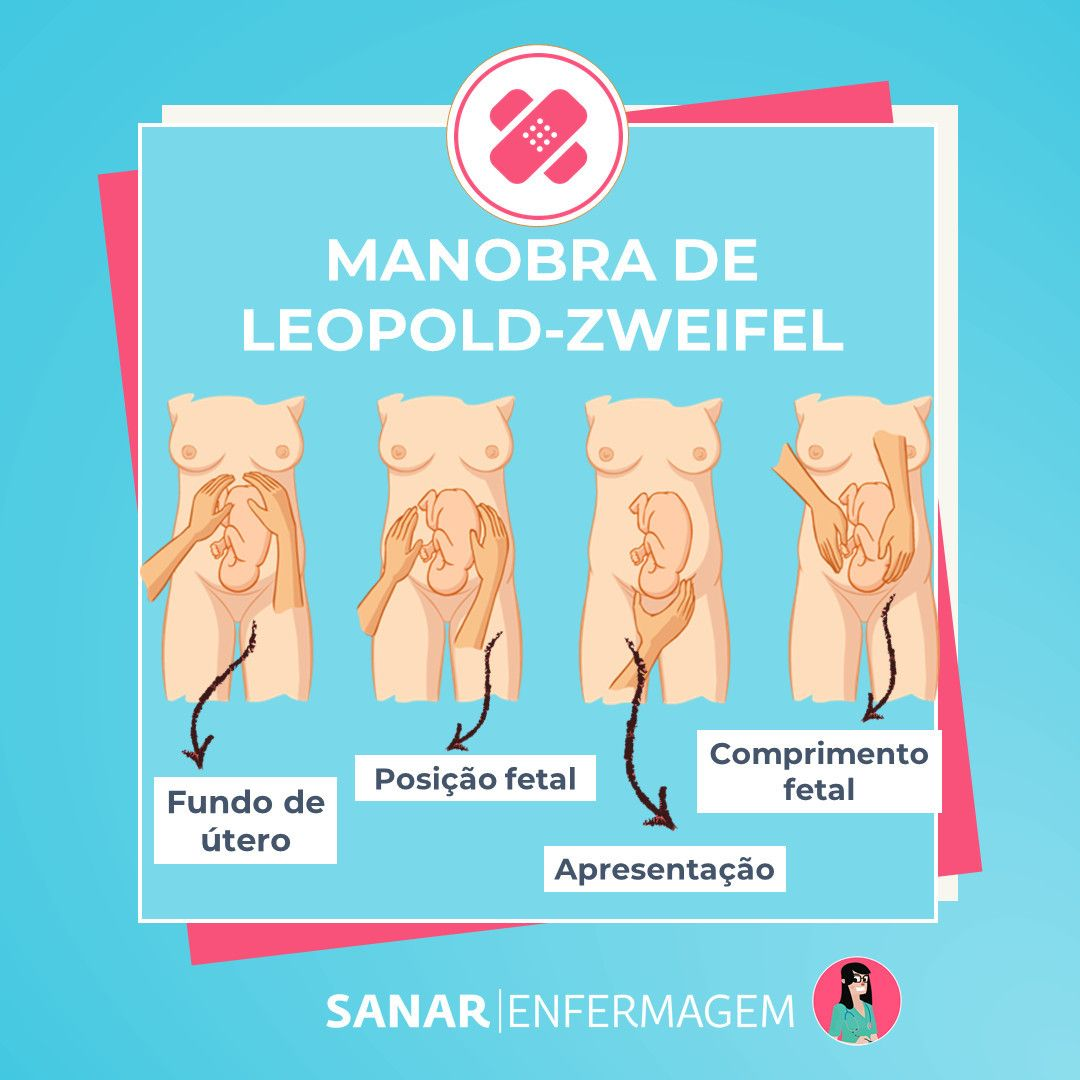 MANOBRA DE
LEOPOLD-ZWEIFEL
Fundo de
útero
Posição fetal
Apresentação
Comprimento
fetal
SANAR|ENFERMAGEM